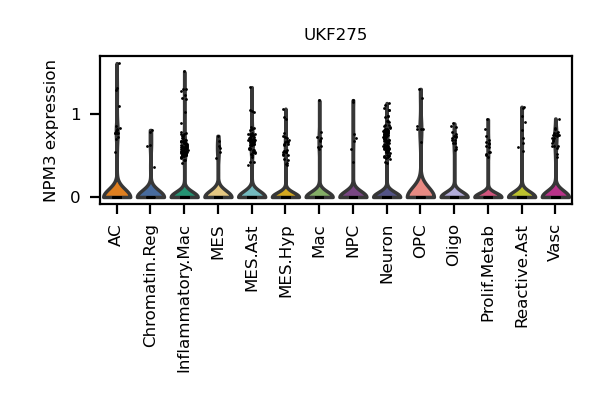 UKF275
NPM3 expression
1
0
AC
Chromatin.Reg
Inflammatory.Mac
MES
MES.Ast
MES.Hyp
Mac
NPC
Neuron
OPC
Oligo
Prolif.Metab
Reactive.Ast
Vasc